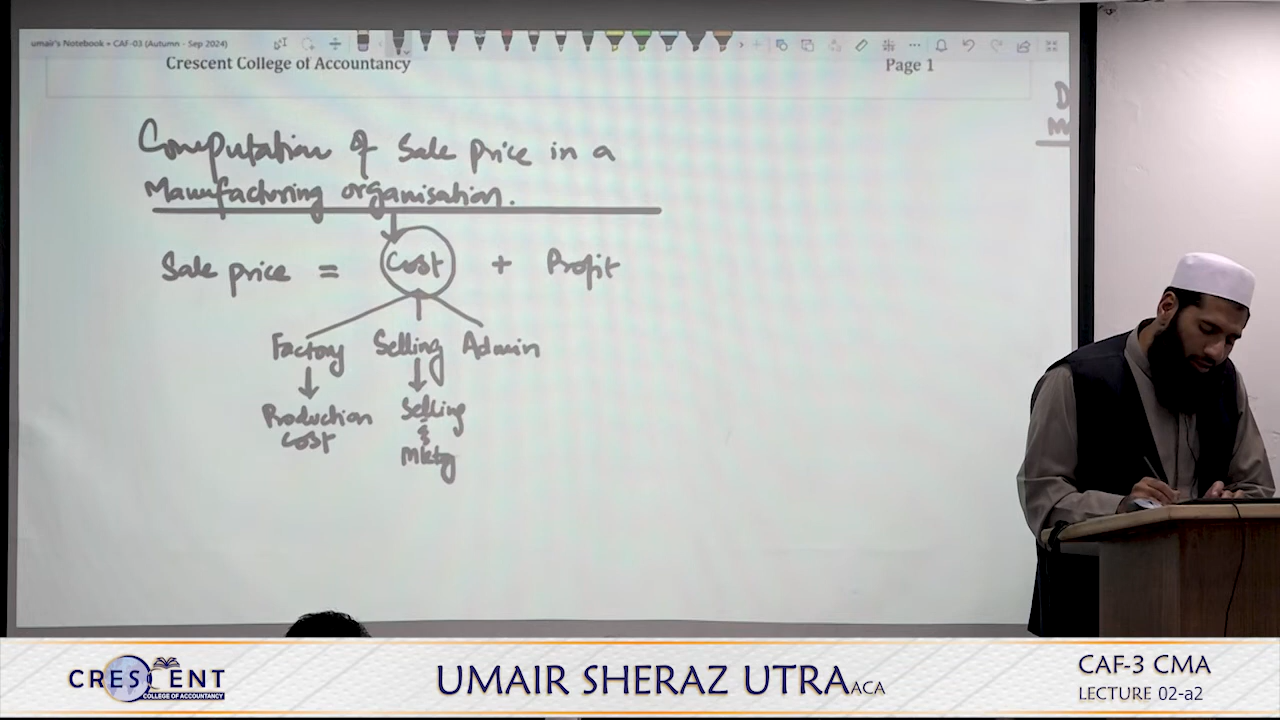 umair's Notebook • CAF-03 (Autumn - Sep 2024)
Crescent College of Accountancy
Page 1
Computation of Sale price in a
Manufacturing organisation.
Sale price = Cost + Profit
Factory Selling Admin
Production Selling
Cost &
Mktg
CRESCENT
COLLEGE OF ACCOUNTANCY
UMAIR SHERAZ UTRA ACA
CAF-3 CMA
LECTURE 02-a2